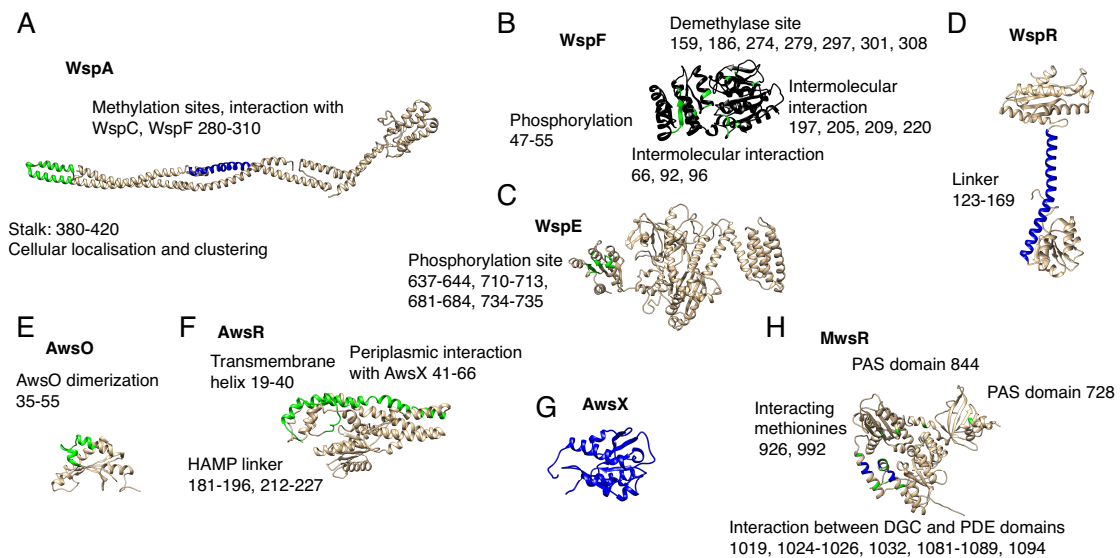 A
WspA
Methylation sites, interaction with
WspC, WspF 280-310
Stalk: 380-420
Cellular localisation and clustering
B
WspF
Demethylase site
159, 186, 274, 279, 297, 301, 308
Phosphorylation
47-55
Intermolecular
interaction
197, 205, 209, 220
Intermolecular interaction
66, 92, 96
C
WspE
Phosphorylation site
637-644, 710-713,
681-684, 734-735
D
WspR
Linker
123-169
E
AwsO
AwsO dimerization
35-55
F
AwsR
Transmembrane
helix 19-40
Periplasmic interaction
with AwsX 41-66
HAMP linker
181-196, 212-227
G
AwsX
H
MwsR
PAS domain 844
PAS domain 728
Interacting
methionines
926, 992
Interaction between DGC and PDE domains
1019, 1024-1026, 1032, 1081-1089, 1094